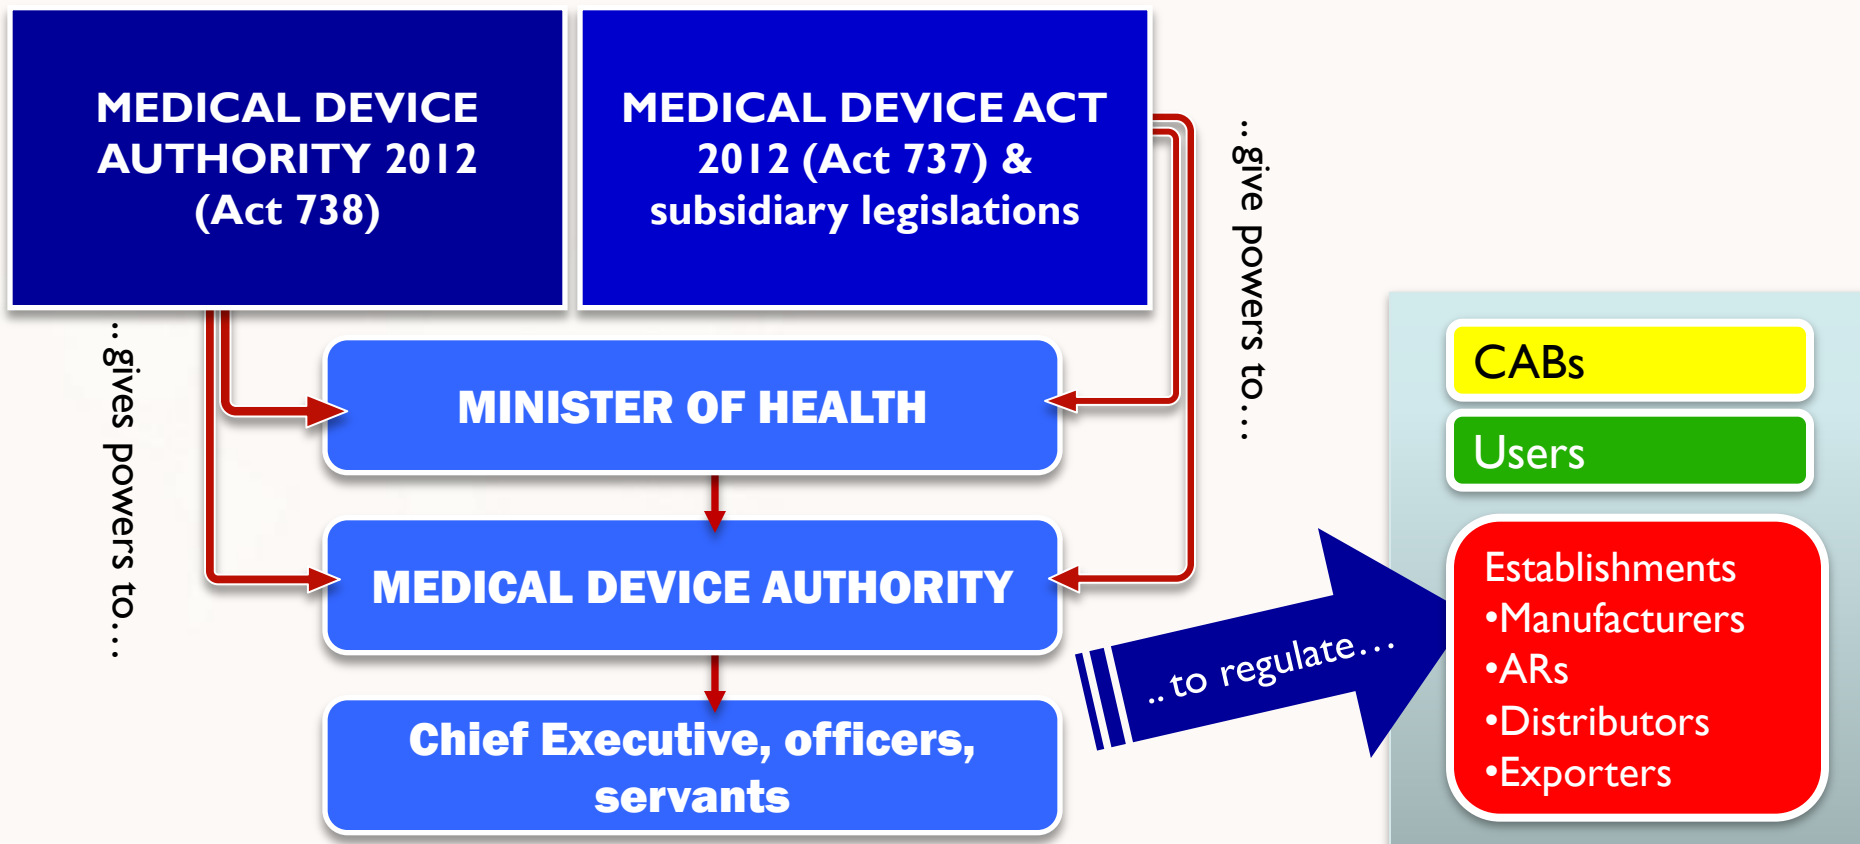 MEDICAL DEVICE
AUTHORITY 2012
(Act 738)
MEDICAL DEVICE ACT
2012 (Act 737) &
subsidiary legislations
..gives powers to…
..give powers to…
MINISTER OF HEALTH
MEDICAL DEVICE AUTHORITY
Chief Executive, officers,
servants
..to regulate…
CABs
Users
Establishments
•Manufacturers
•ARs
•Distributors
•Exporters